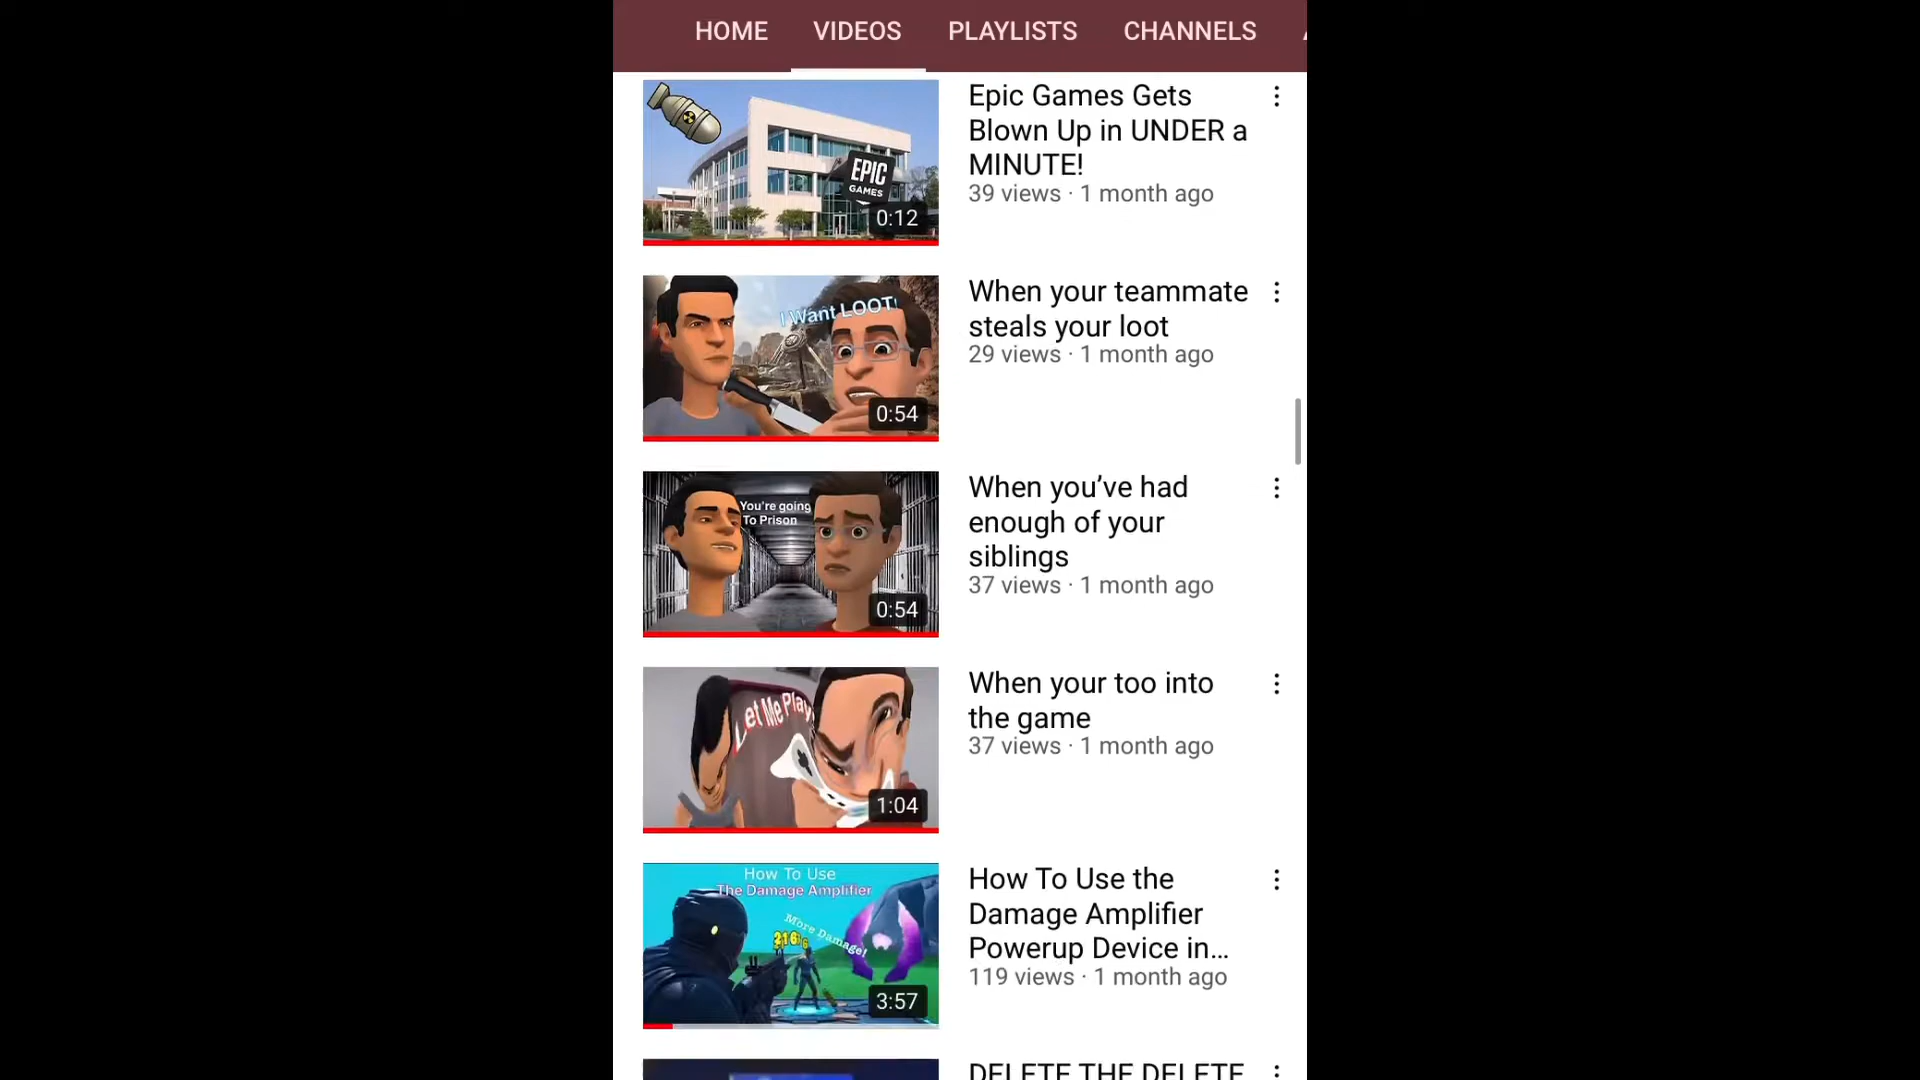 HOME VIDEOS PLAYLISTS CHANNELS
EPIC
GAMES
0:12
Epic Games Gets
Blown Up in UNDER a
MINUTE!
39 views · 1 month ago
I Want LOOT!
0:54
When your teammate
steals your loot
29 views · 1 month ago
You're going
To Prison
0:54
When you’ve had
enough of your
siblings
37 views · 1 month ago
Let Me Play
1:04
When your too into
the game
37 views · 1 month ago
How To Use
The Damage Amplifier
More Damage!
216
3:57
How To Use the
Damage Amplifier
Powerup Device in...
119 views · 1 month ago
DELETE THE DELETE